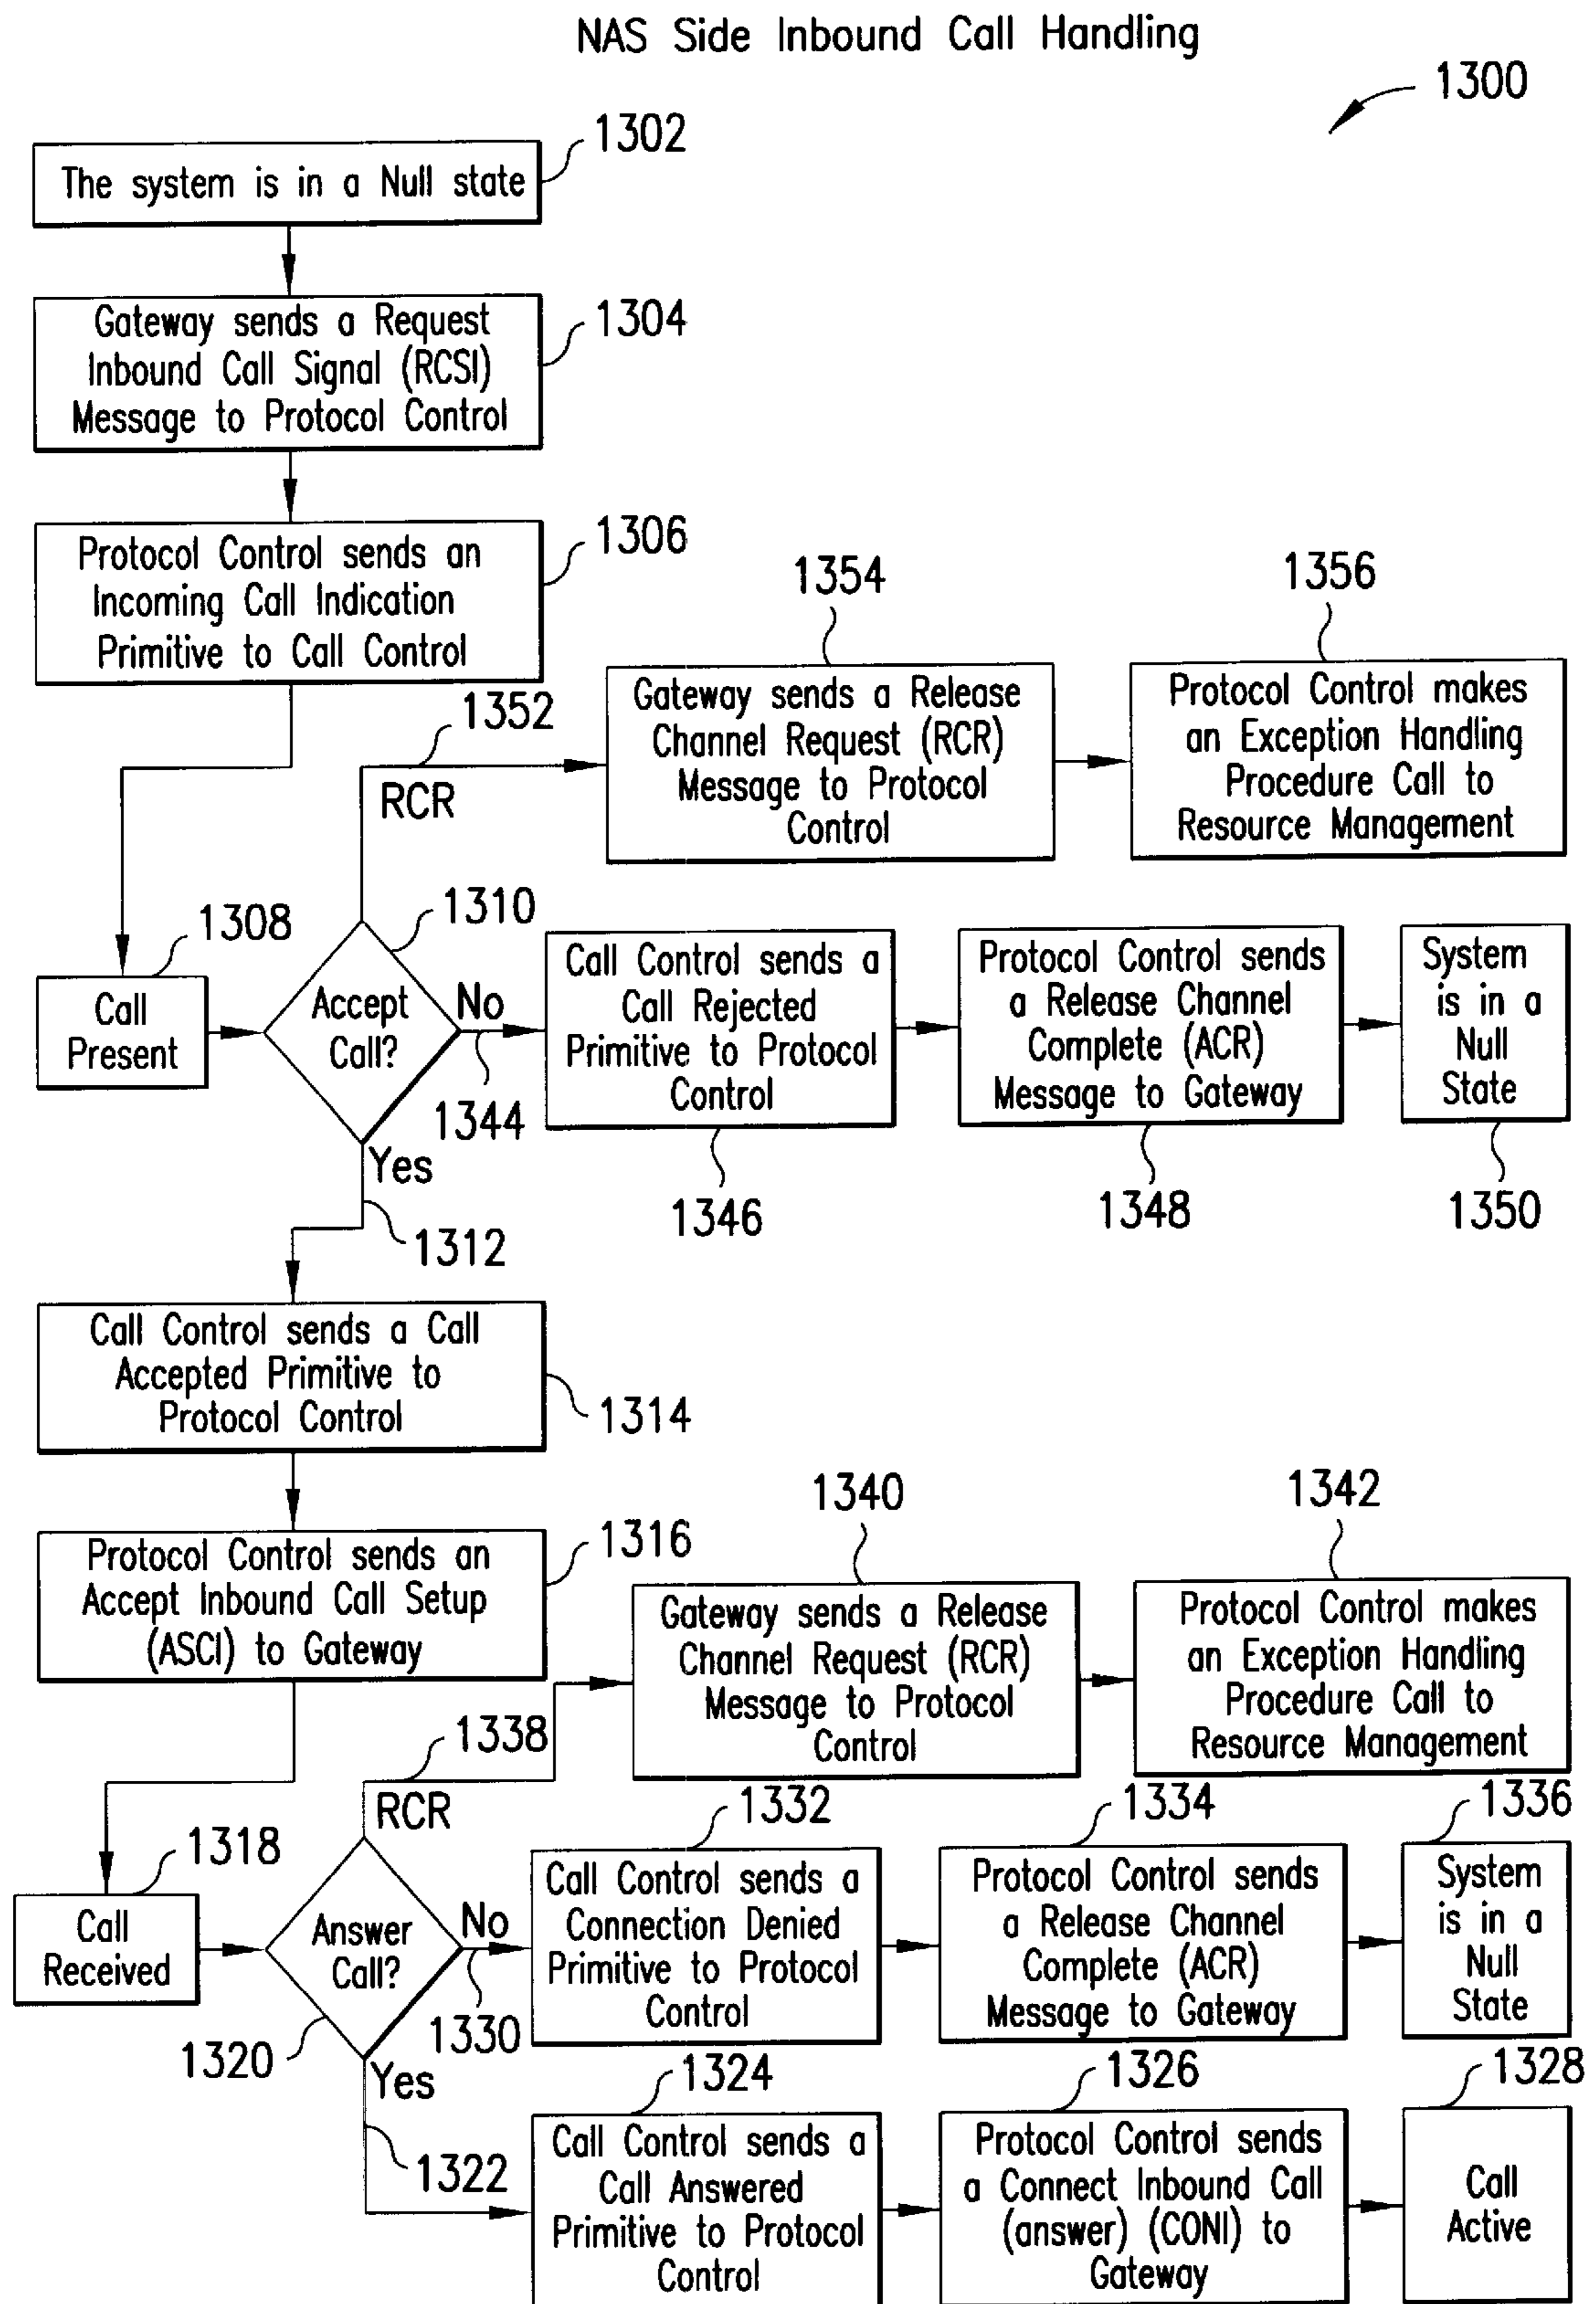 NAS Side Inbound Call Handling
1300
1302
The system is in a Null state
1304
Gateway sends a Request
Inbound Call Signal (RCSI)
Message to Protocol Control
1306
Protocol Control sends an
Incoming Call Indication
Primitive to Call Control
1354
1356
1352
Gateway sends a Release
Channel Request (RCR)
Message to Protocol
Control
Protocol Control makes
an Exception Handling
Procedure Call to
Resource Management
RCR
1308
1310
Call
Present
Accept
Call?
No
1344
Call Control sends a
Call Rejected
Primitive to Protocol
Control
Protocol Control sends
a Release Channel
Complete (ACR)
Message to Gateway
System
is in a
Null
State
Yes
1346
1348
1350
1312
Call Control sends a Call
Accepted Primitive to
Protocol Control
1314
1316
Protocol Control sends an
Accept Inbound Call Setup
(ASCI) to Gateway
1340
1342
Gateway sends a Release
Channel Request (RCR)
Message to Protocol
Control
Protocol Control makes
an Exception Handling
Procedure Call to
Resource Management
1338
RCR
1332
1334
1336
1318
Call
Received
Answer
Call?
No
1330
Call Control sends a
Connection Denied
Primitive to Protocol
Control
Protocol Control sends
a Release Channel
Complete (ACR)
Message to Gateway
System
is in a
Null
State
1320
Yes
1324
1326
1328
1322
Call Control sends a
Call Answered
Primitive to Protocol
Control
Protocol Control sends
a Connect Inbound Call
(answer) (CONI) to
Gateway
Call
Active